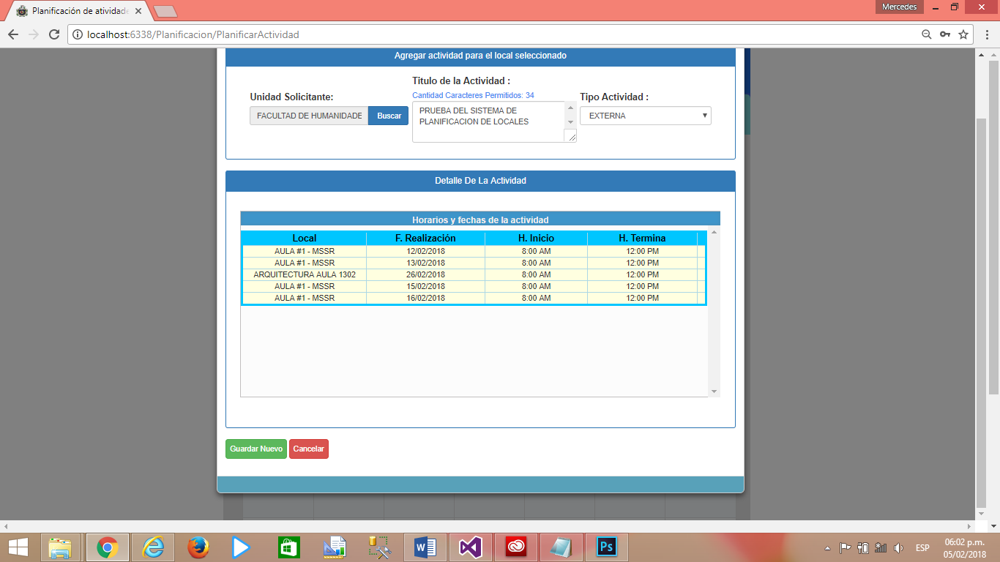 Mercedes
Planificación de atividade
localhost:6338/Planificacion/PlanificarActividad
Agregar actividad para el local seleccionado
Unidad Solicitante:
FACULTAD DE HUMANIDADE
Buscar
Titulo de la Actividad :
Cantidad Caracteres Permitidos: 34
PRUEBA DEL SISTEMA DE
PLANIFICACION DE LOCALES
Tipo Actividad :
EXTERNA
Detalle De La Actividad
Horarios y fechas de la actividad
Local F. Realización H. Inicio H. Termina
AULA #1 - MSSR 12/02/2018 8:00 AM 12:00 PM
AULA #1 - MSSR 13/02/2018 8:00 AM 12:00 PM
ARQUITECTURA AULA 1302 26/02/2018 8:00 AM 12:00 PM
AULA #1 - MSSR 15/02/2018 8:00 AM 12:00 PM
AULA #1 - MSSR 16/02/2018 8:00 AM 12:00 PM
Guardar Nuevo Cancelar
Ps
ESP
06:02 p.m.
05/02/2018